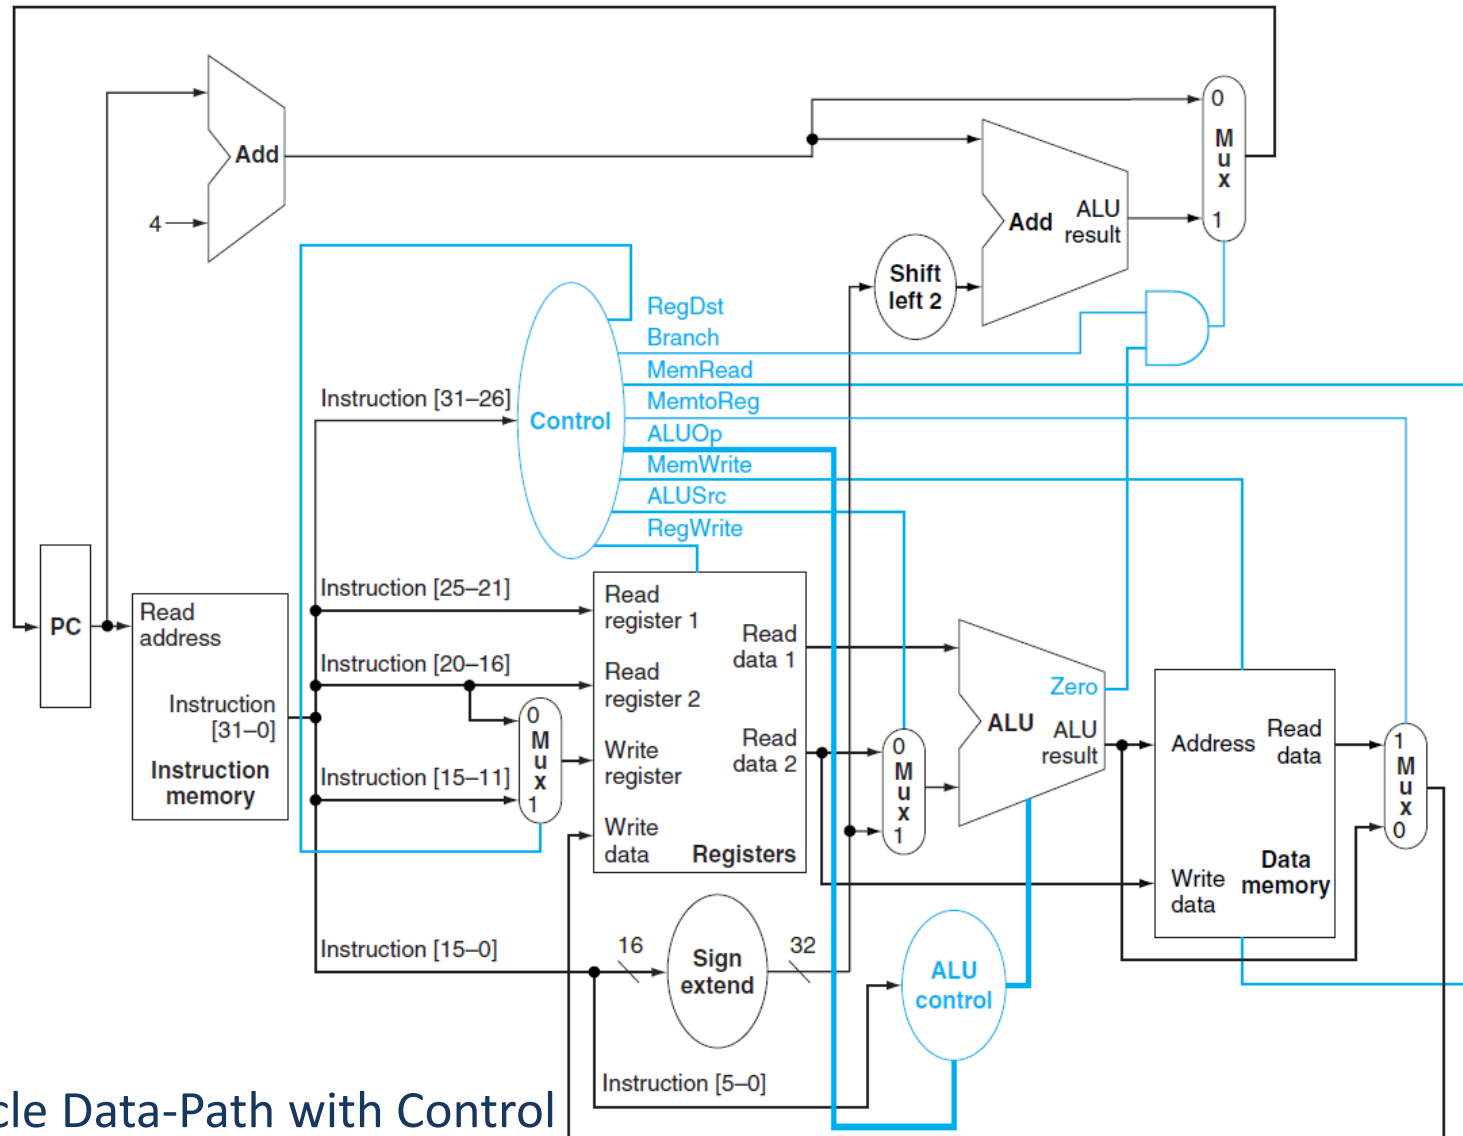 Add
4
0
M
u
x
1
Add
ALU
result
Shift
left 2
RegDst
Branch
MemRead
MemtoReg
ALUOp
MemWrite
ALUSrc
RegWrite
Control
Instruction [31–26]
Instruction [25–21]
Instruction [20–16]
Instruction [15–11]
Instruction [15–0]
Instruction [5–0]
PC
Read
address
Instruction
[31–0]
Instruction
memory
0
M
u
x
1
Read
register 1
Read
register 2
Write
register
Write
data
Read
data 1
Read
data 2
Registers
0
M
u
x
1
Zero
ALU
ALU
result
Address
Read
data
Write
data
Data
memory
1
M
u
x
0
16
Sign
extend
32
ALU
control
cle Data-Path with Control